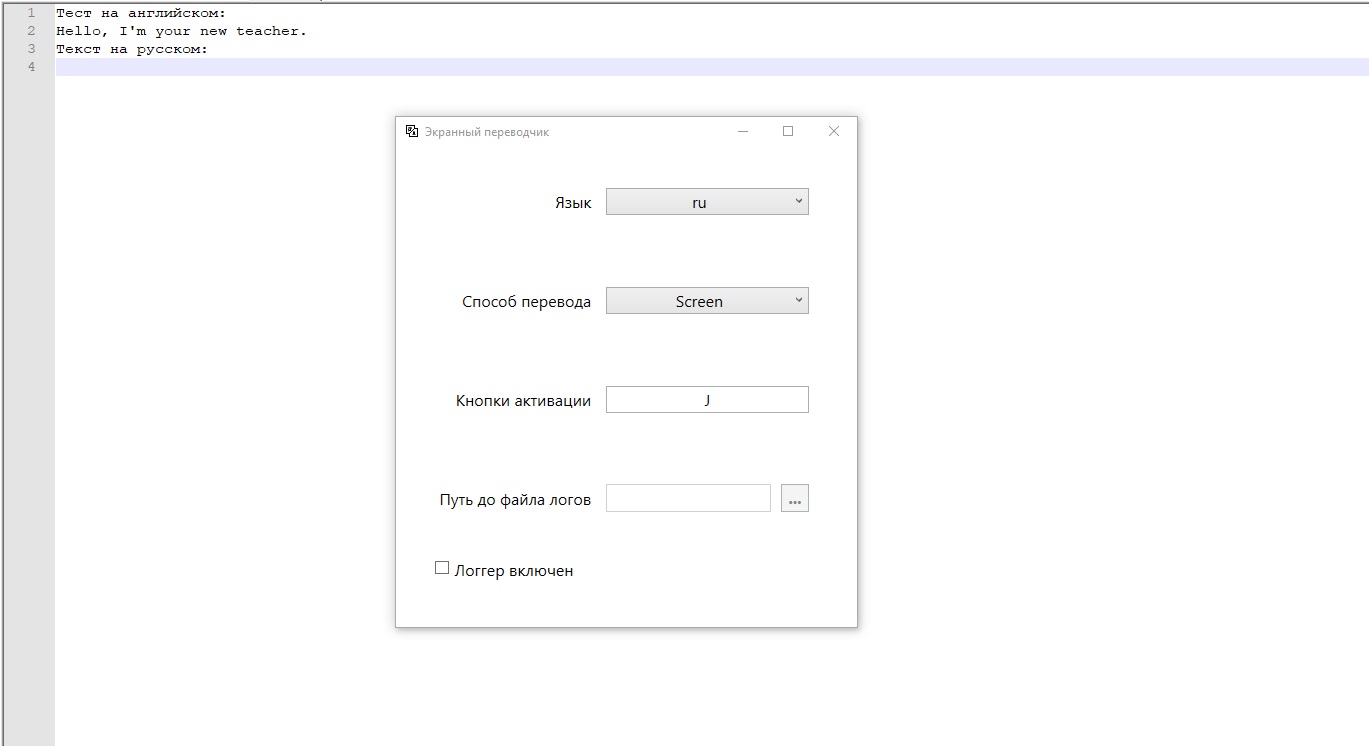 1 Тест на английском:
2 Hello, I'm your new teacher.
3 Текст на русском:
4
Экранный переводчик
Язык ru
Способ перевода Screen
Кнопки активации J
Путь до файла логов ...
Логгер включен